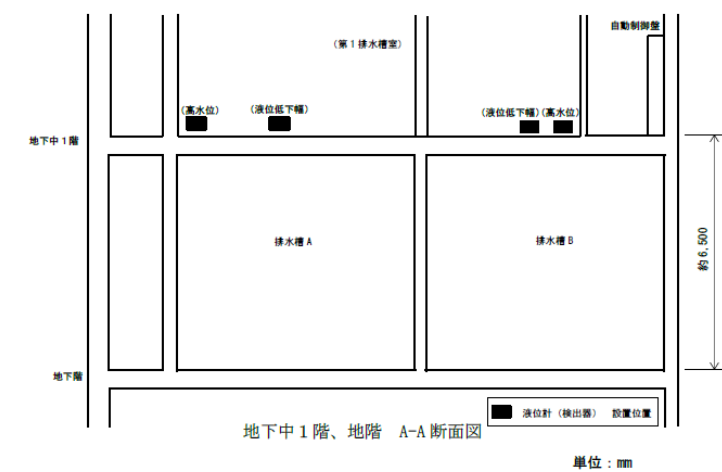 自動制御盤
(第１排水槽室)
(高水位)
(液位低下幅)
(液位低下幅)
(高水位)
地下中１階
排水槽 A
排水槽 B
約 6,500
地下階
液位計（検出器） 設置位置
地下中１階、地階 A-A 断面図
単位：mm